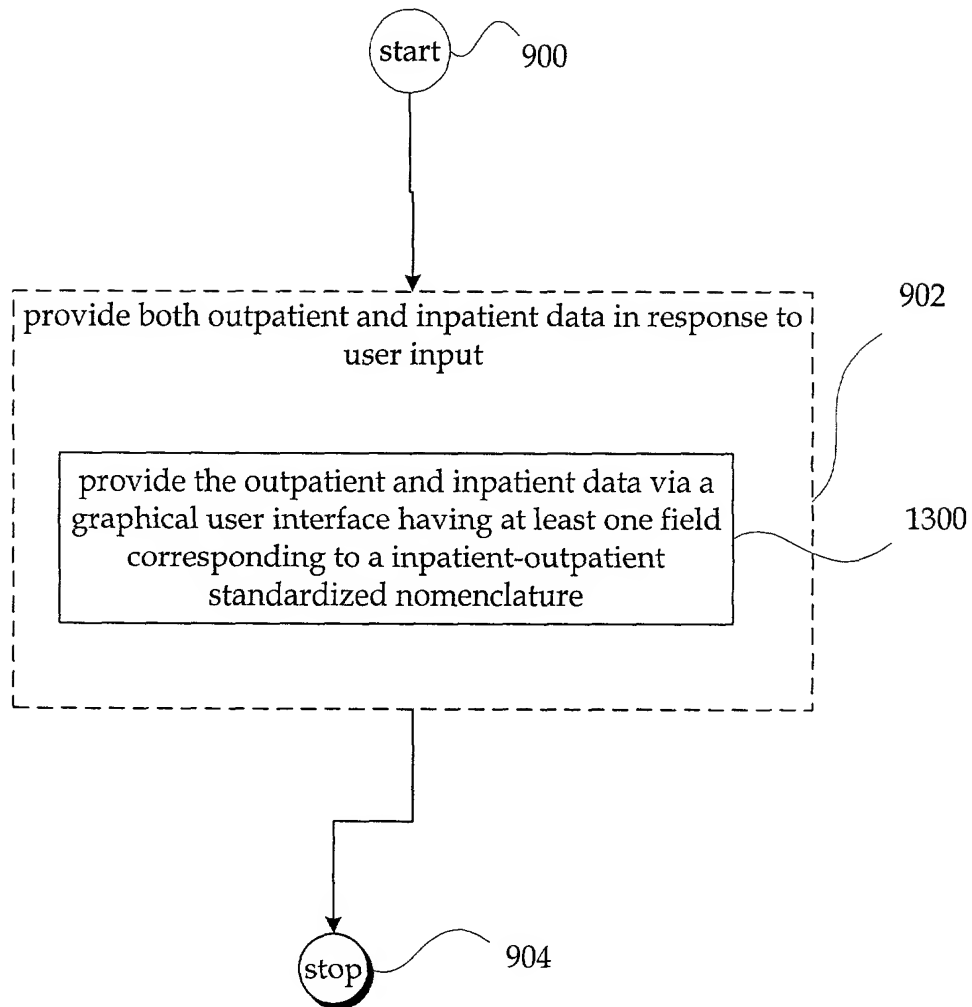 start
900
provide both outpatient and inpatient data in response to
user input
902
provide the outpatient and inpatient data via a
graphical user interface having at least one field
corresponding to a inpatient-outpatient
standardized nomenclature
1300
stop
904